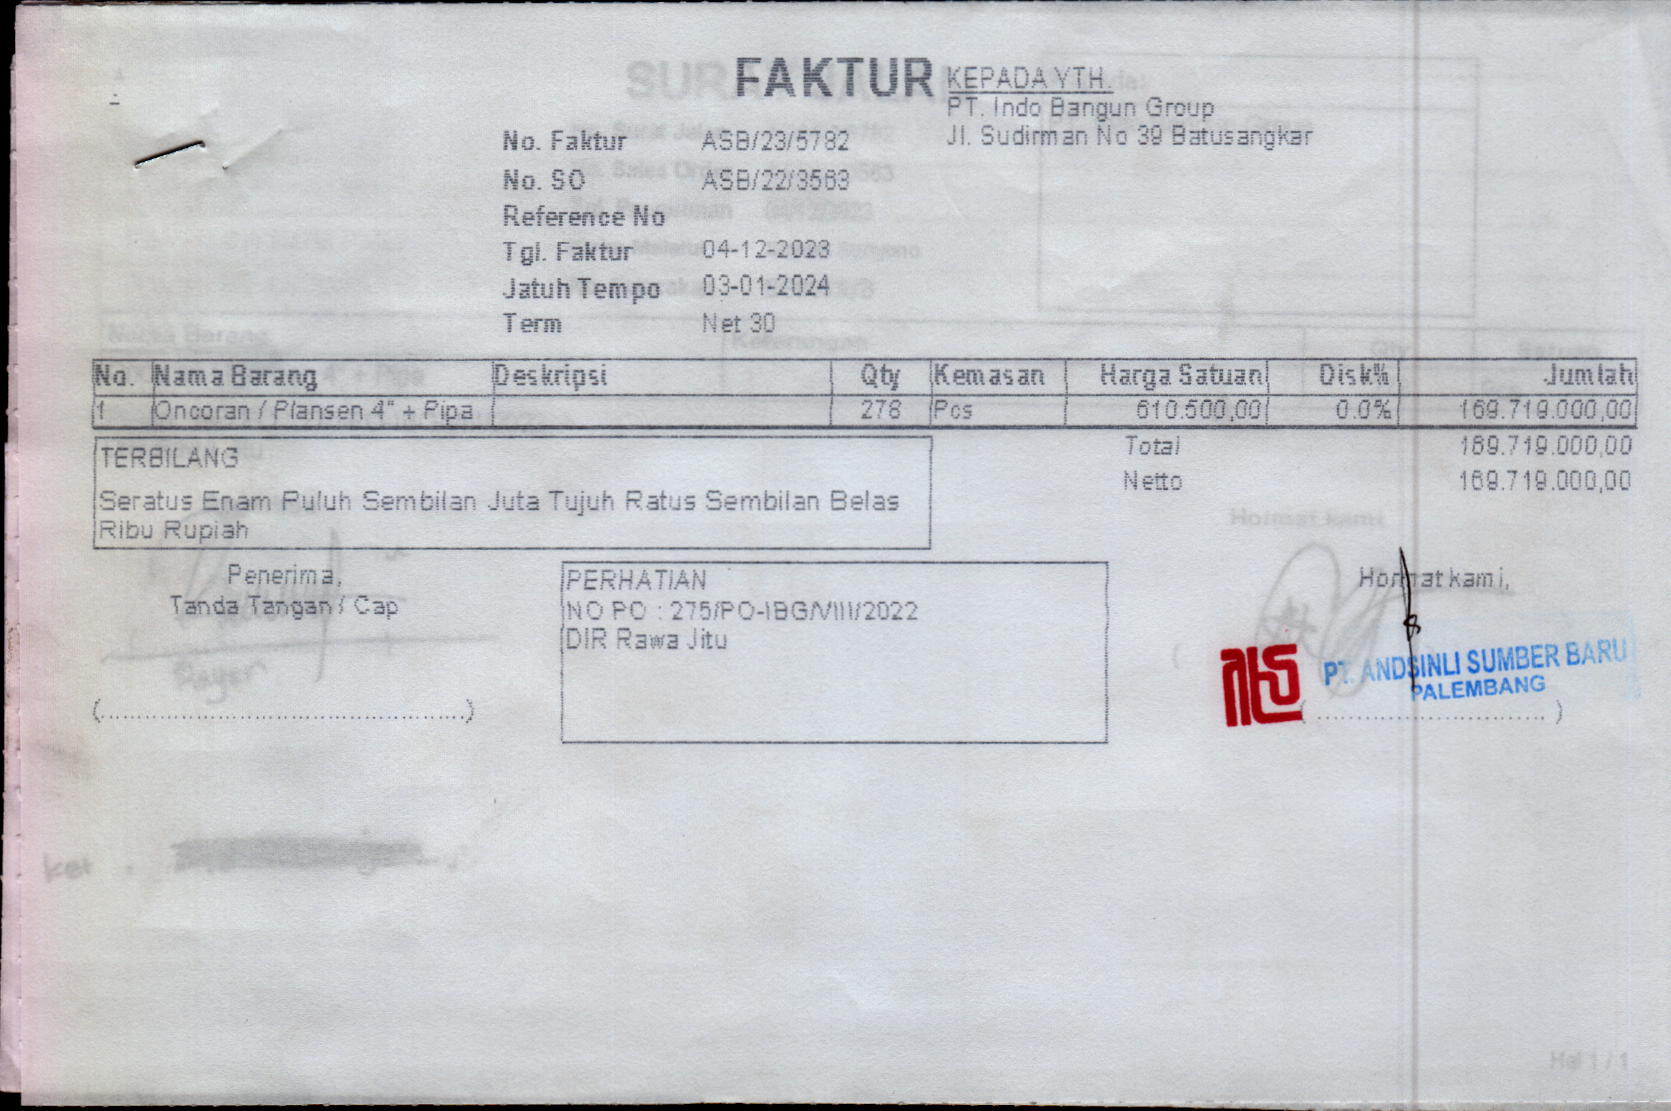 FAKTUR
KEPADA YTH.
PT. Indo Bangun Group
Jl. Sudirman No 39 Batusangkar
No. Faktur ASB/23/5782
No. SO ASB/22/3563
Reference No
Tgl. Faktur 04-12-2023
Jatuh Tempo 03-01-2024
Term Net 30
No. Nama Barang Deskripsi Qty Kemasan Harga Satuan Disk% Jumlah
1 Oncoran / Plansen 4" + Pipa 278 Pcs 610.500,00 0.0% 169.719.000,00
Total 169.719.000,00
Netto 169.719.000,00
TERBILANG
Seratus Enam Puluh Sembilan Juta Tujuh Ratus Sembilan Belas
Ribu Rupiah
Penerima,
Tanda Tangan / Cap
(................................................)
PERHATIAN
NO PO : 275/PO-IBG/VIII/2022
DIR Rawa Jitu
Hormat kami,
PT. ANDSINLI SUMBER BARU
PALEMBANG
( .............................. )
ket
Hal 1 / 1